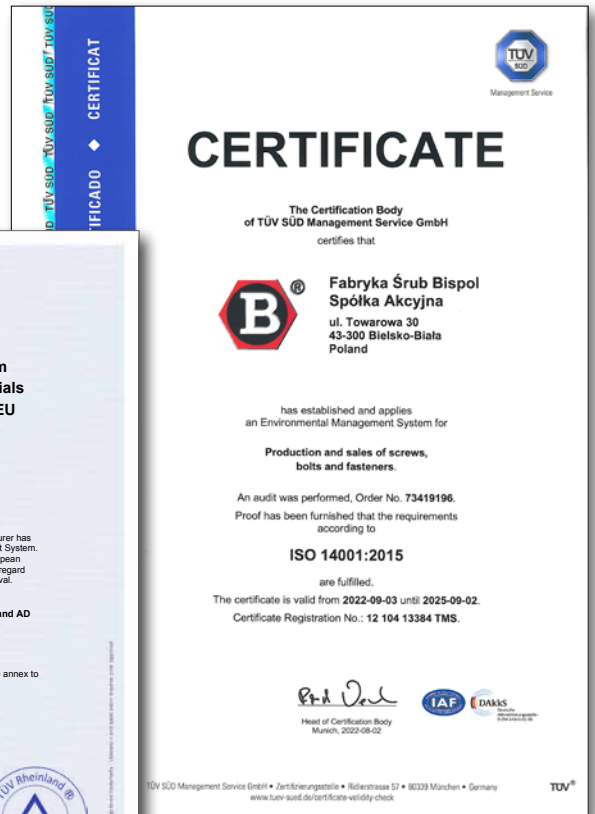 CERTIFICADO ◆ CERTIFICAT
TÜV SÜD TÜV SÜD TÜV SÜD TÜV SÜD
TÜV
SÜD
Management Service
CERTIFICATE
The Certification Body
of TÜV SÜD Management Service GmbH
certifies that
B ®
Fabryka Śrub Bispol
Spółka Akcyjna
ul. Towarowa 30
43-300 Bielsko-Biała
Poland
has established and applies
an Environmental Management System for
Production and sales of screws,
bolts and fasteners.
An audit was performed, Order No. 73419196.
Proof has been furnished that the requirements
according to
ISO 14001:2015
are fulfilled.
The certificate is valid from 2022-09-03 until 2025-09-02.
Certificate Registration No.: 12 104 13384 TMS.
Head of Certification Body
Munich, 2022-08-02
IAF
DAkkS
TÜV SÜD Management Service GmbH • Zertifizierungsstelle • Ridlerstrasse 57 • 80339 München • Germany
www.tuev-sued.de/certificate-validity-check
TÜV®
ials
EU
urer has
t System.
pean
regard
val.
and AD
annex to
TÜV Rheinland ®